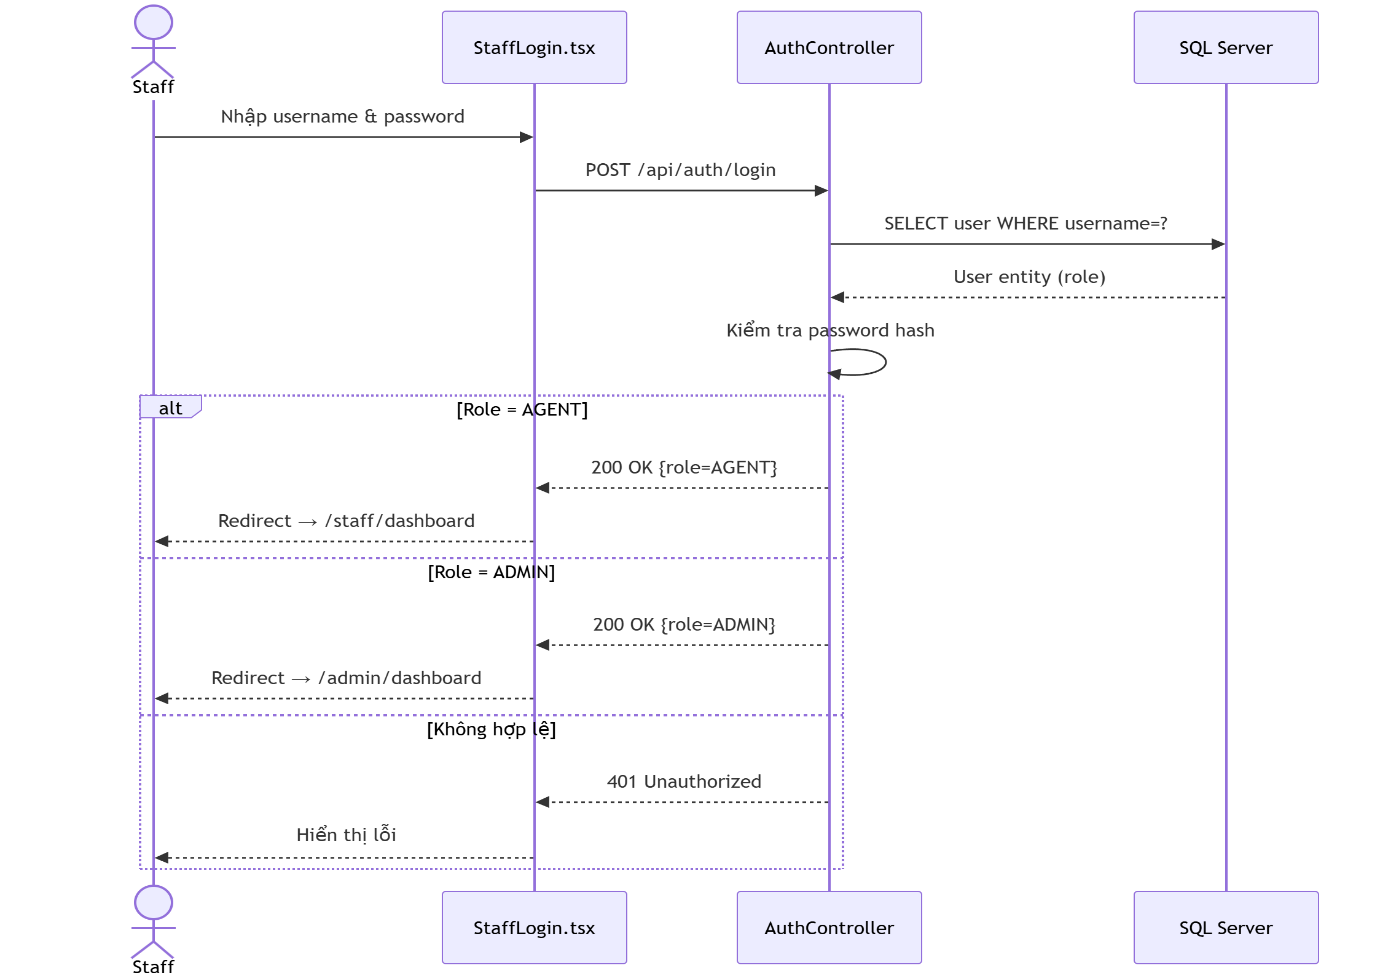 Staff
StaffLogin.tsx
AuthController
SQL Server
Nhập username & password
POST /api/auth/login
SELECT user WHERE username=?
User entity (role)
Kiểm tra password hash
alt
[Role = AGENT]
200 OK {role=AGENT}
Redirect → /staff/dashboard
[Role = ADMIN]
200 OK {role=ADMIN}
Redirect → /admin/dashboard
[Không hợp lệ]
401 Unauthorized
Hiển thị lỗi
StaffLogin.tsx
AuthController
SQL Server
Staff